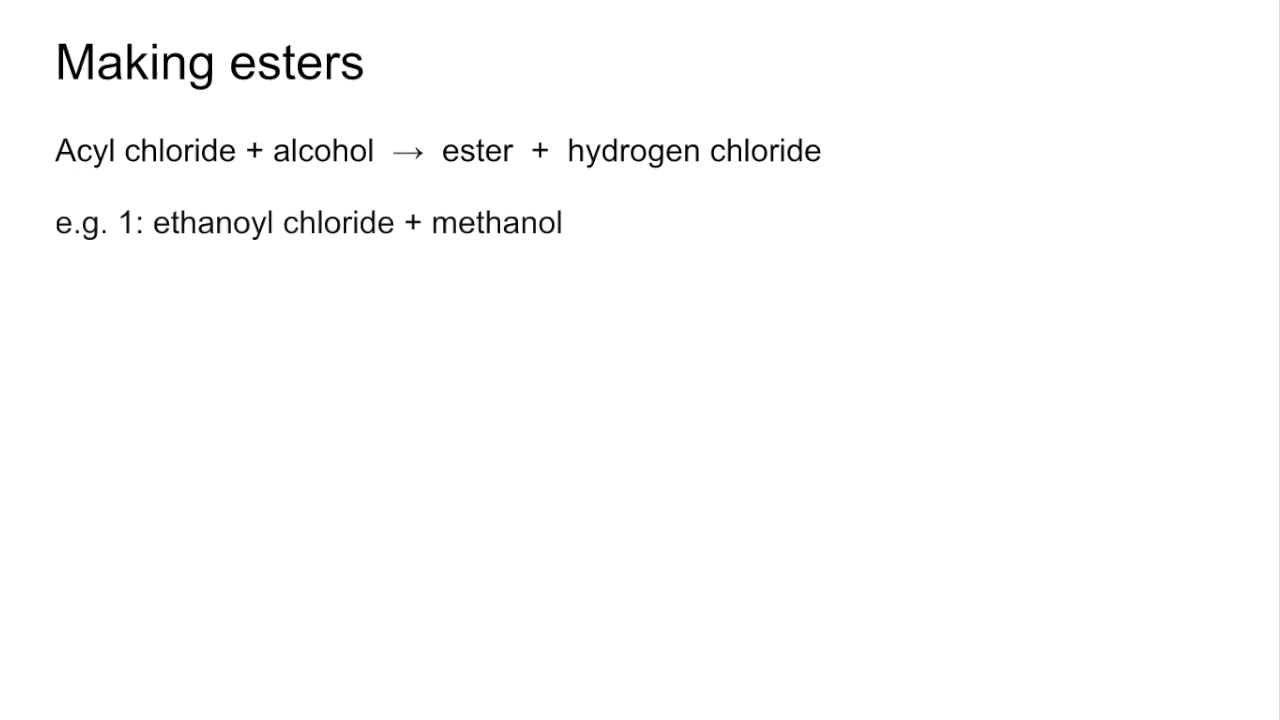 Making esters
Acyl chloride + alcohol → ester + hydrogen chloride
e.g. 1: ethanoyl chloride + methanol